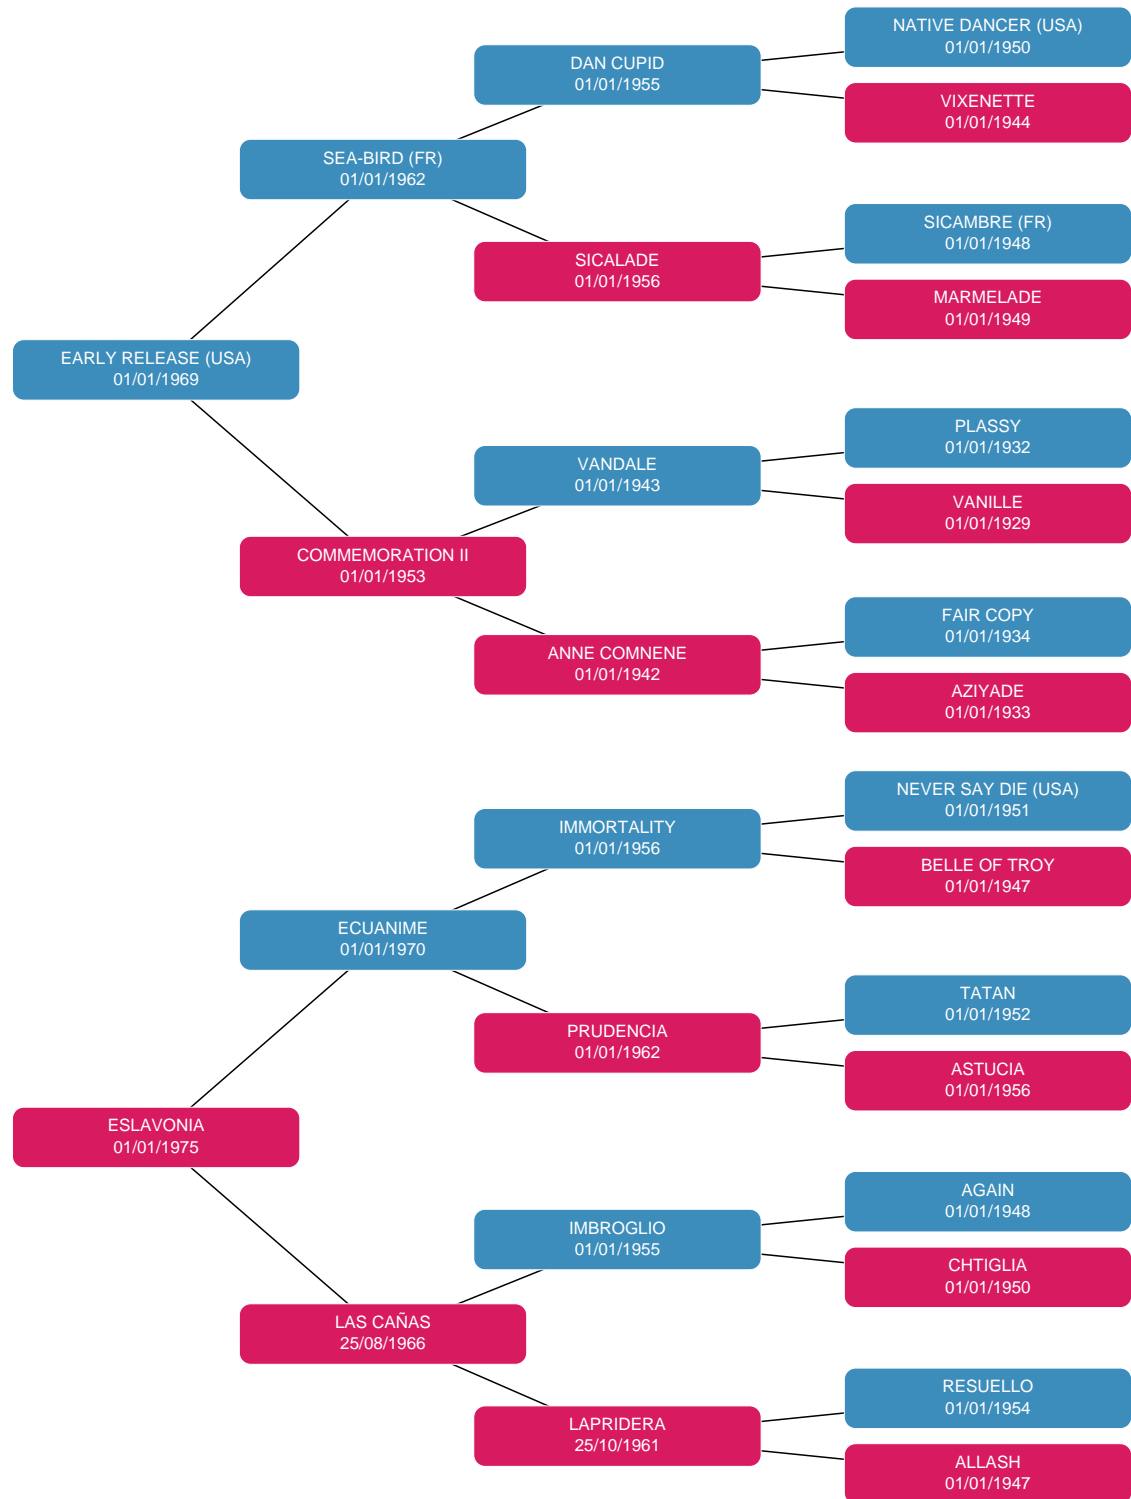 NATIVE DANCER (USA)
01/01/1950
DAN CUPID
01/01/1955
VIXENETTE
01/01/1944
SEA-BIRD (FR)
01/01/1962
SICAMBRE (FR)
01/01/1948
SICALADE
01/01/1956
MARMELADE
01/01/1949
EARLY RELEASE (USA)
01/01/1969
PLASSY
01/01/1932
VANDALE
01/01/1943
VANILLE
01/01/1929
COMMEMORATION II
01/01/1953
FAIR COPY
01/01/1934
ANNE COMNENE
01/01/1942
AZIYADE
01/01/1933
NEVER SAY DIE (USA)
01/01/1951
IMMORTALITY
01/01/1956
BELLE OF TROY
01/01/1947
ECUANIME
01/01/1970
TATAN
01/01/1952
PRUDENCIA
01/01/1962
ASTUCIA
01/01/1956
ESLAVONIA
01/01/1975
AGAIN
01/01/1948
IMBROGLIO
01/01/1955
CHTIGLIA
01/01/1950
LAS CAÑAS
25/08/1966
RESUELLO
01/01/1954
LAPRIDERA
25/10/1961
ALLASH
01/01/1947